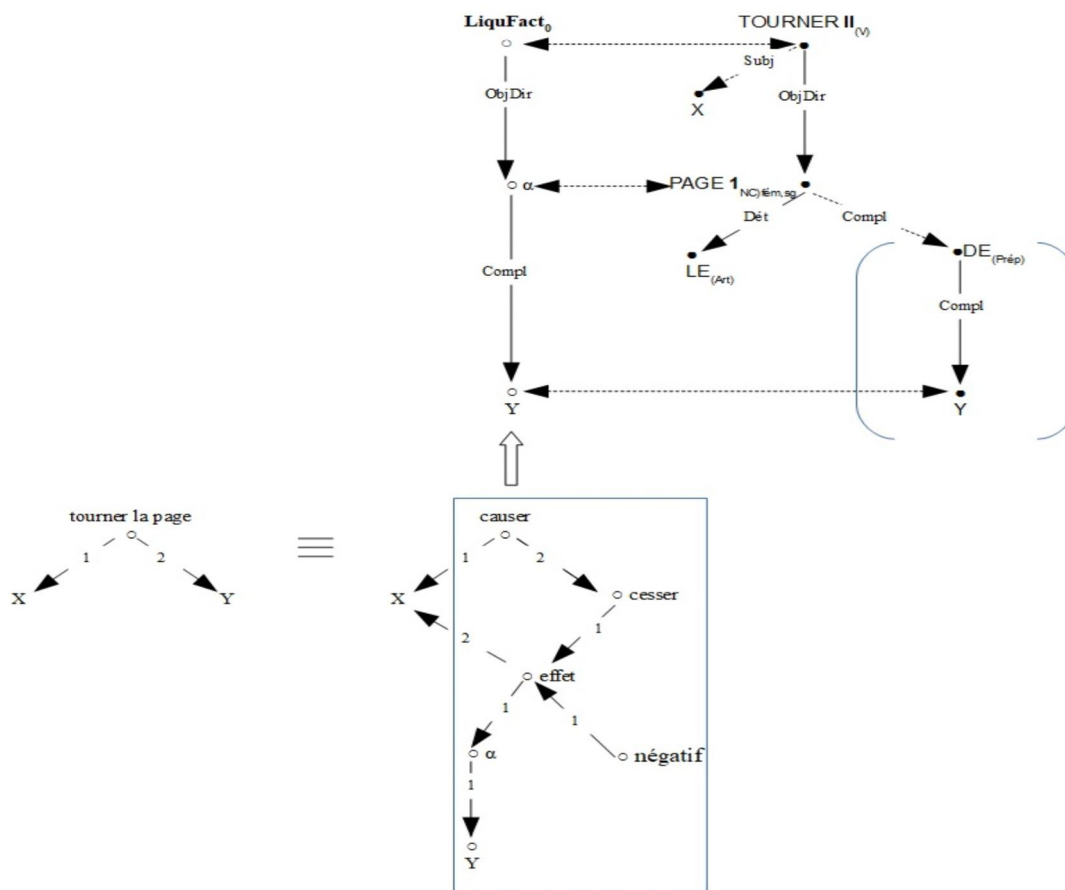 LiquFact0 TOURNER II(V)
Subj
ObjDir ObjDir
X
α PAGE 1NC)fém,sg
Dét Compl
DE(Prép)
LE(Art)
Compl Compl
Y Y
tourner la page causer
1 2 1 2
X Y X cesser
2 1
effet
1 1
α négatif
1
Y